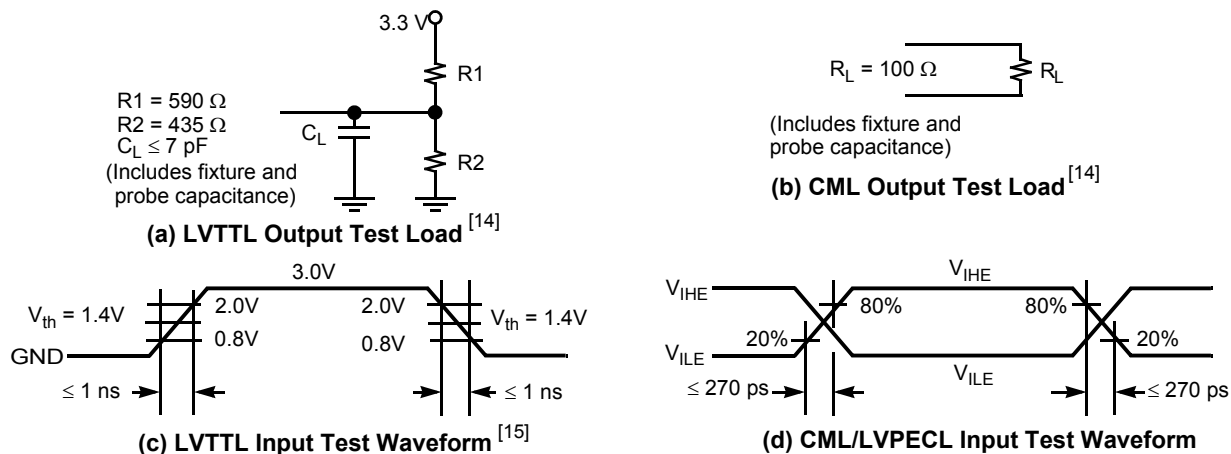 3.3 V
R1
R1 = 590 Ω
R2 = 435 Ω
C_L ≤ 7 pF
(Includes fixture and
probe capacitance)
C_L
R2
(a) LVTTL Output Test Load [14]
R_L = 100 Ω
R_L
(Includes fixture and
probe capacitance)
(b) CML Output Test Load [14]
3.0V
2.0V
2.0V
V_th = 1.4V
V_th = 1.4V
0.8V
0.8V
GND
≤ 1 ns
≤ 1 ns
(c) LVTTL Input Test Waveform [15]
V_IHE
V_IHE
80%
80%
20%
20%
V_ILE
V_ILE
≤ 270 ps
≤ 270 ps
(d) CML/LVPECL Input Test Waveform